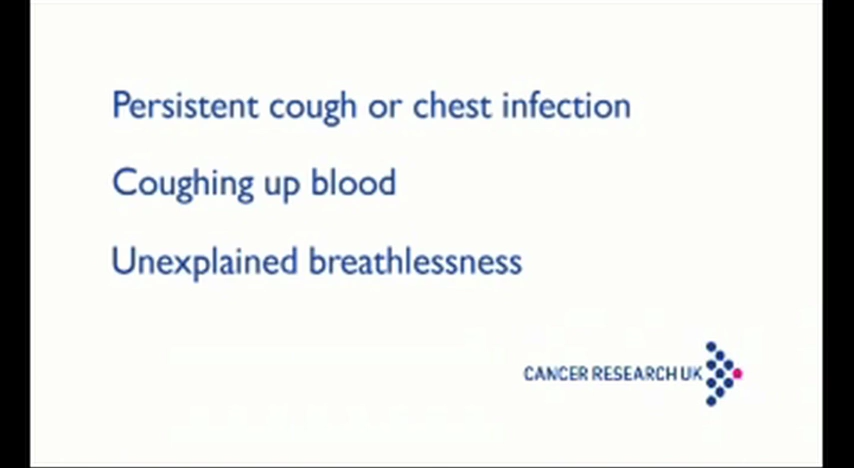 Persistent cough or chest infection
Coughing up blood
Unexplained breathlessness
CANCER RESEARCH UK